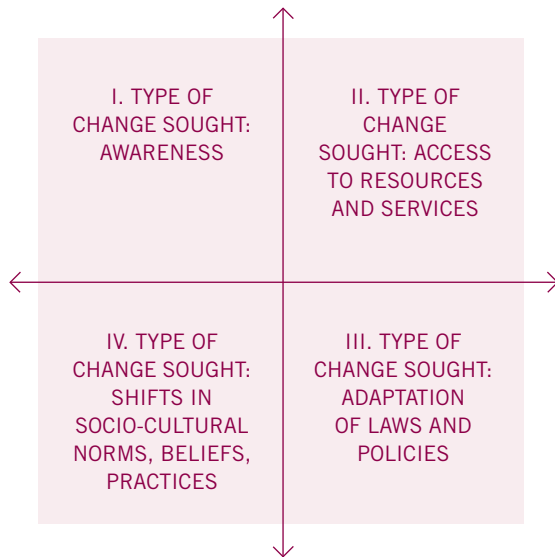 I. TYPE OF
CHANGE SOUGHT:
AWARENESS
II. TYPE OF
CHANGE
SOUGHT: ACCESS
TO RESOURCES
AND SERVICES
IV. TYPE OF
CHANGE SOUGHT:
SHIFTS IN
SOCIO-CULTURAL
NORMS, BELIEFS,
PRACTICES
III. TYPE OF
CHANGE SOUGHT:
ADAPTATION
OF LAWS AND
POLICIES